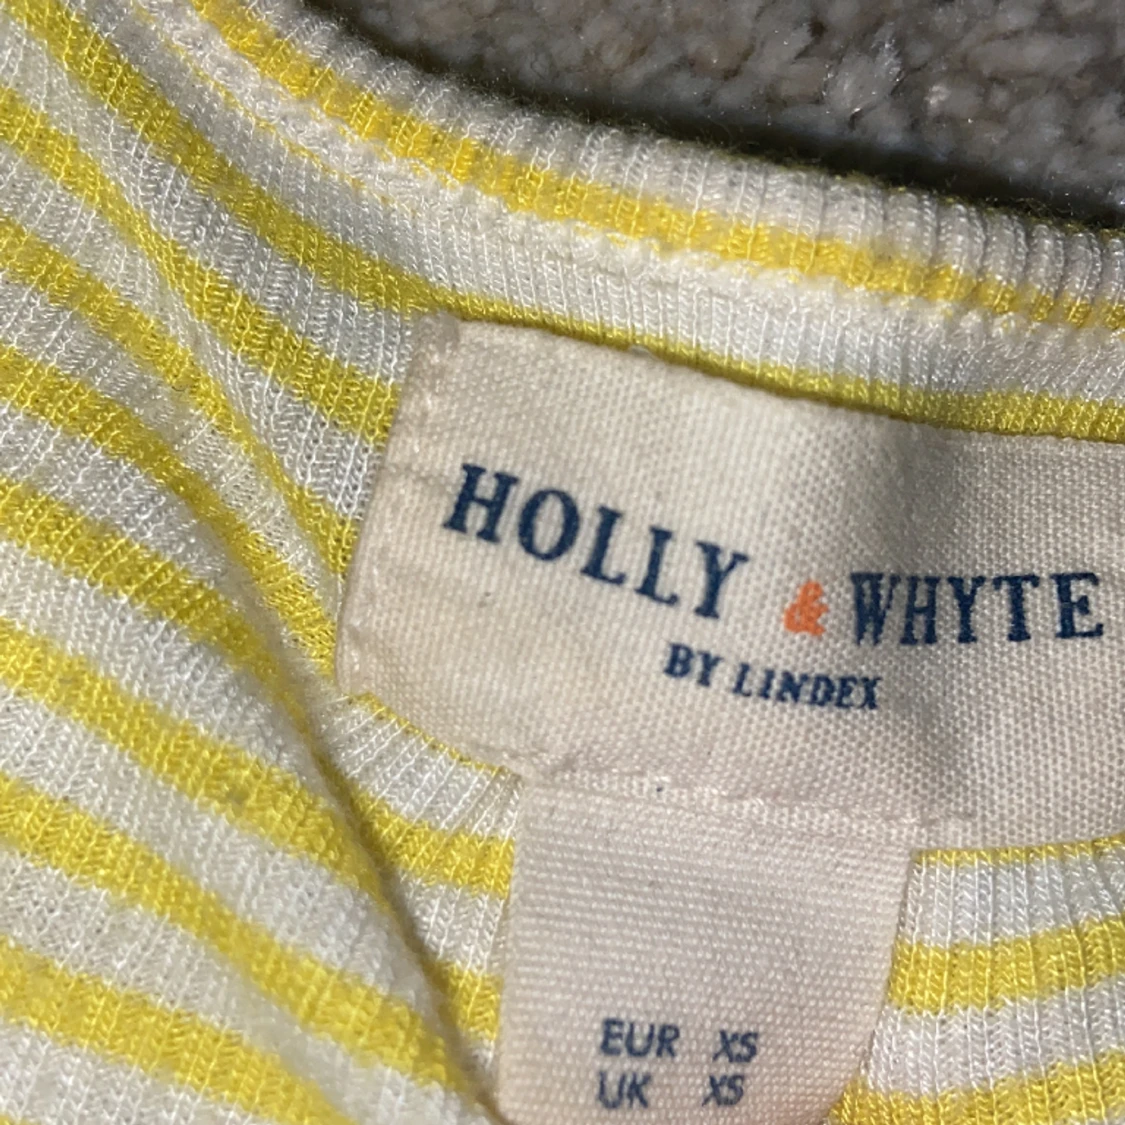 HOLLY & WHYTE
BY LINDEX
EUR XS
UK XS